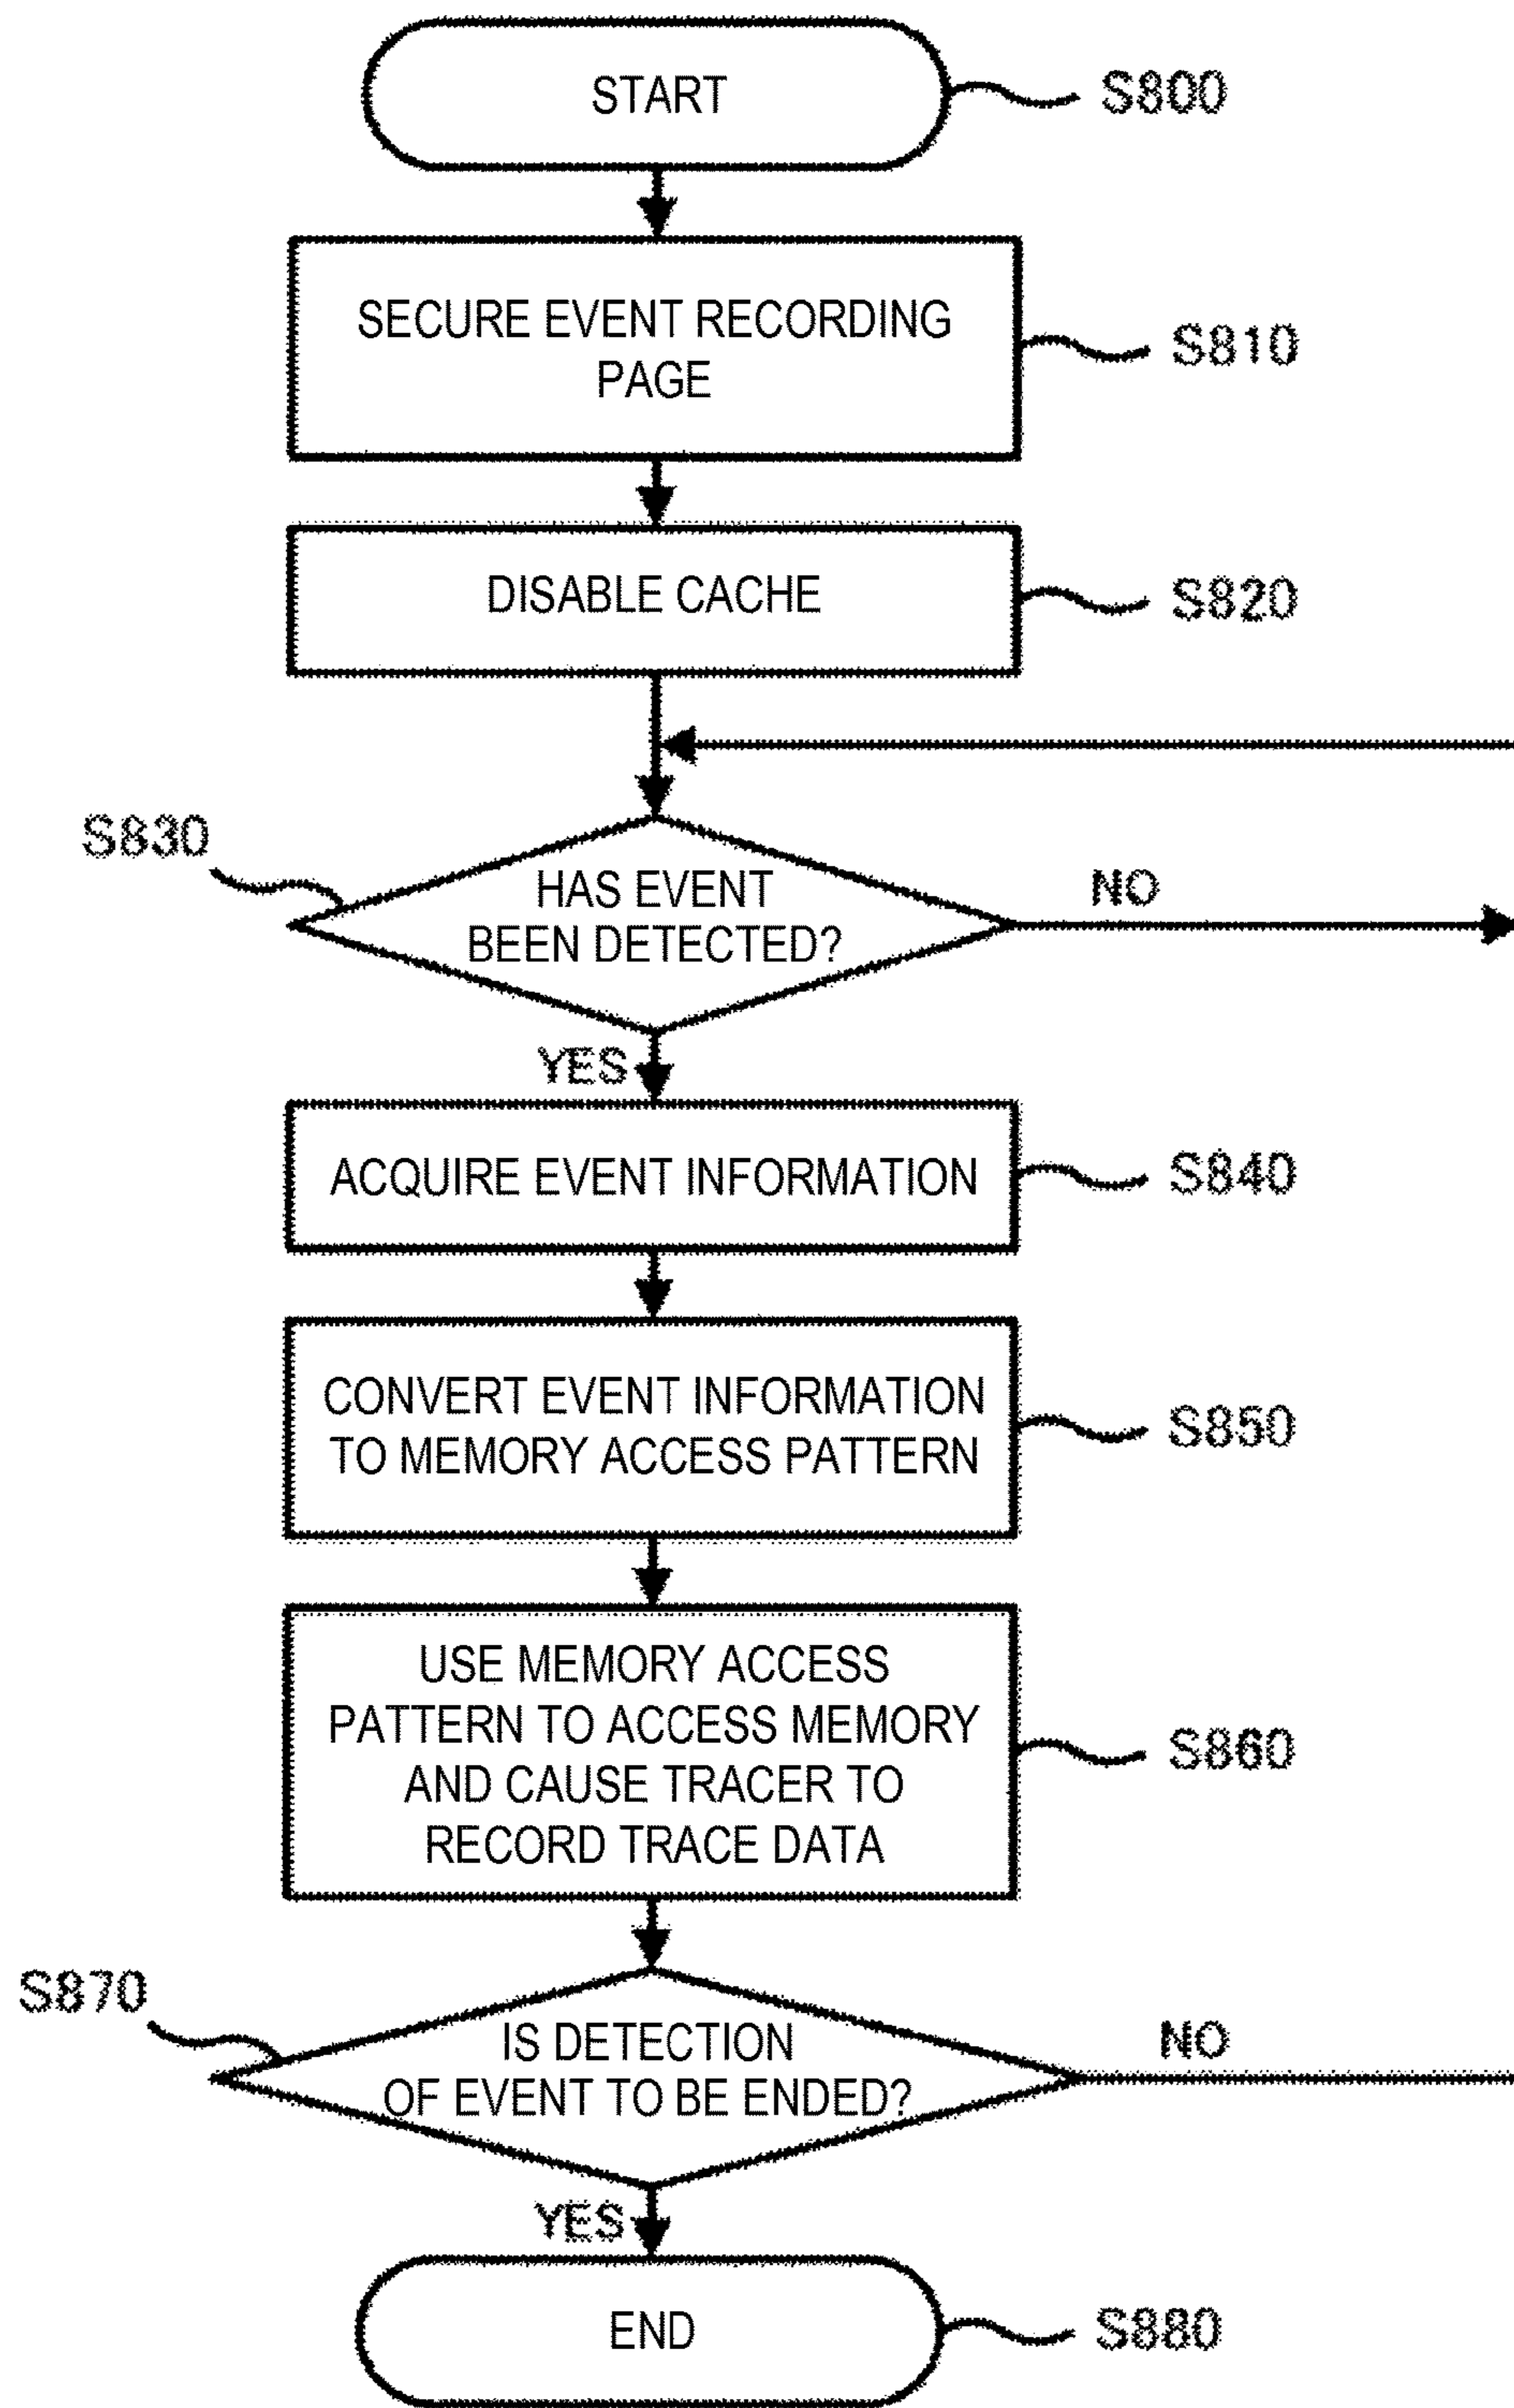 START
S800
SECURE EVENT RECORDING
PAGE
S810
DISABLE CACHE
S820
S830
HAS EVENT
BEEN DETECTED?
NO
YES
ACQUIRE EVENT INFORMATION
S840
CONVERT EVENT INFORMATION
TO MEMORY ACCESS PATTERN
S850
USE MEMORY ACCESS
PATTERN TO ACCESS MEMORY
AND CAUSE TRACER TO
RECORD TRACE DATA
S860
S870
IS DETECTION
OF EVENT TO BE ENDED?
NO
YES
END
S880